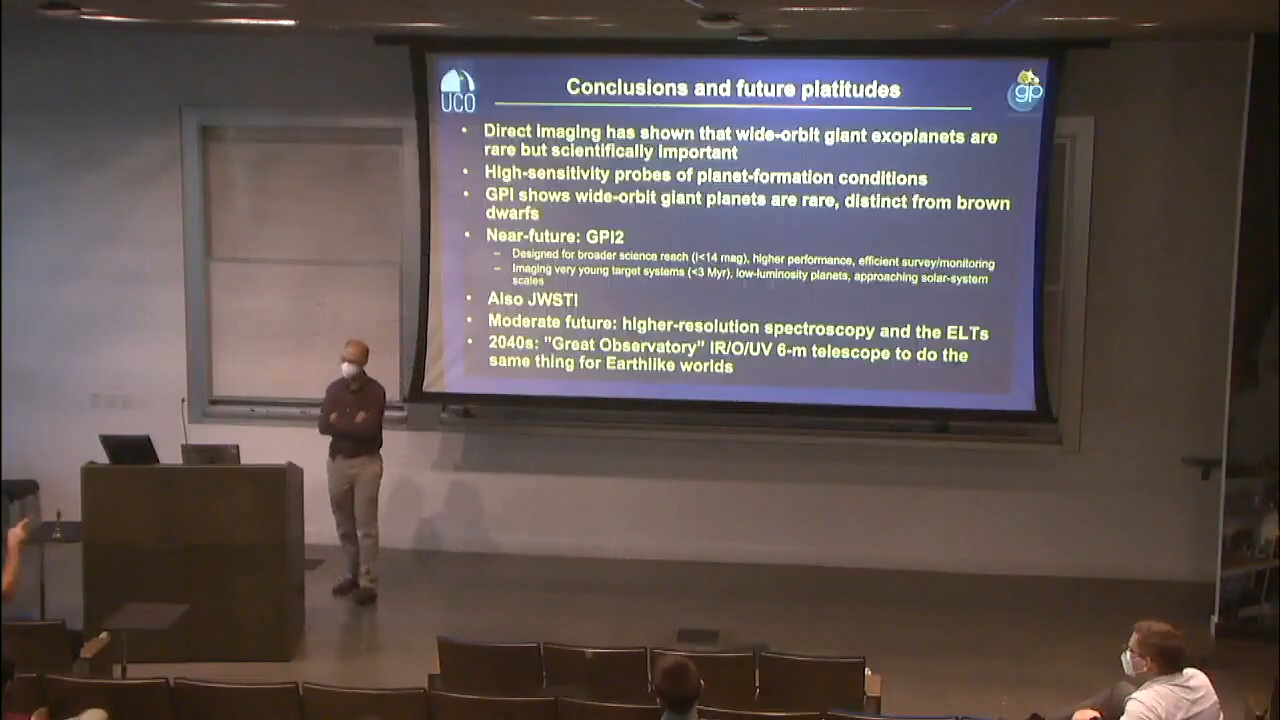 UCO
Conclusions and future platitudes
gp
• Direct imaging has shown that wide-orbit giant exoplanets are
rare but scientifically important
• High-sensitivity probes of planet-formation conditions
• GPI shows wide-orbit giant planets are rare, distinct from brown
dwarfs
• Near-future: GPI2
– Designed for broader science reach (I<14 mag), higher performance, efficient survey/monitoring
– Imaging very young target systems (<3 Myr), low-luminosity planets, approaching solar-system
scales
• Also JWST!
• Moderate future: higher-resolution spectroscopy and the ELTs
• 2040s: "Great Observatory" IR/O/UV 6-m telescope to do the
same thing for Earthlike worlds